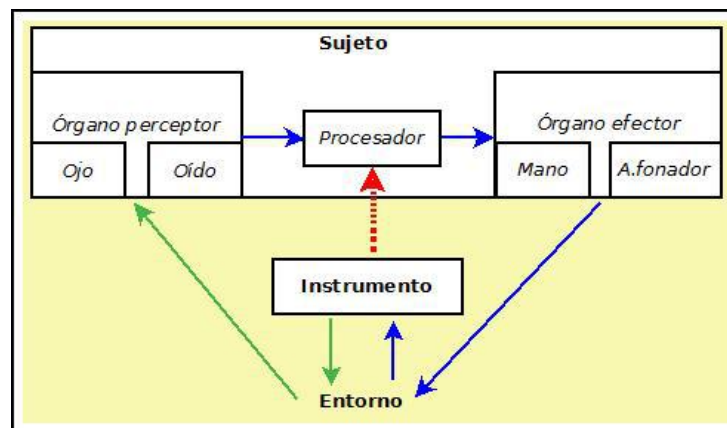 Sujeto
Órgano perceptor
Ojo
Oído
Procesador
Órgano efector
Mano
A.fonador
Instrumento
Entorno